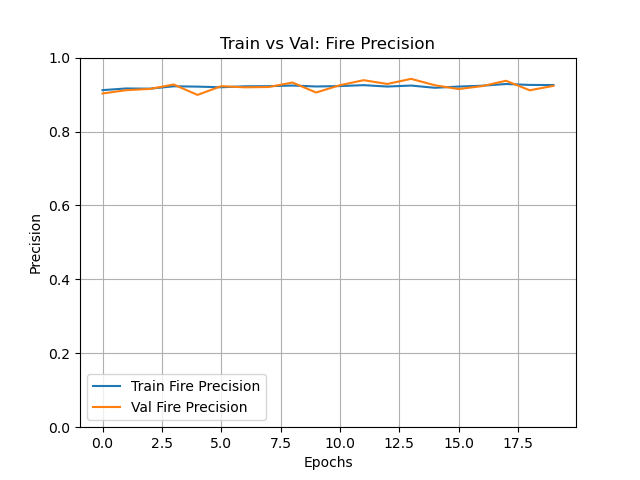 Train vs Val: Fire Precision
1.0
0.8
0.6
0.4
0.2
0.0
Precision
Train Fire Precision
Val Fire Precision
0.0 2.5 5.0 7.5 10.0 12.5 15.0 17.5
Epochs